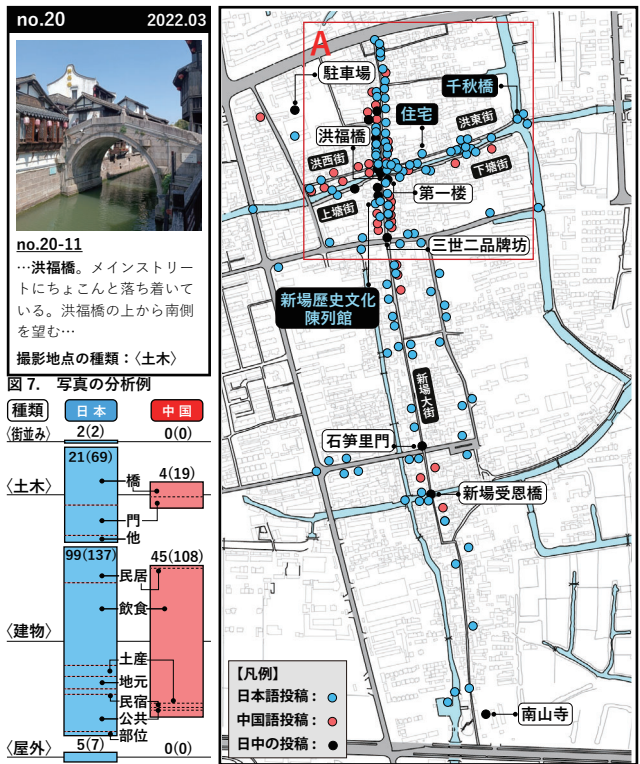 no.20
2022.03
no.20-11
…洪福橋。メインストリー
トにちょこんと落ち着いて
いる。洪福橋の上から南側
を望む…
撮影地点の種類：〈土木〉
図 7. 写真の分析例
種類
日 本
中 国
〈街並み〉
2(2)
0(0)
〈土木〉
21(69)
4(19)
橋
門
他
〈建物〉
99(137)
45(108)
民居
飲食
土産
地元
民宿
公共
部位
〈屋外〉
5(7)
0(0)
A
駐車場
千秋橋
住宅
洪東街
洪福橋
洪西街
下塘街
上塘街
第一楼
三世二品牌坊
新場歴史文化
陳列館
新場大街
石笋里門
新場受恩橋
南山寺
【凡例】
日本語投稿：
中国語投稿：
日中の投稿：